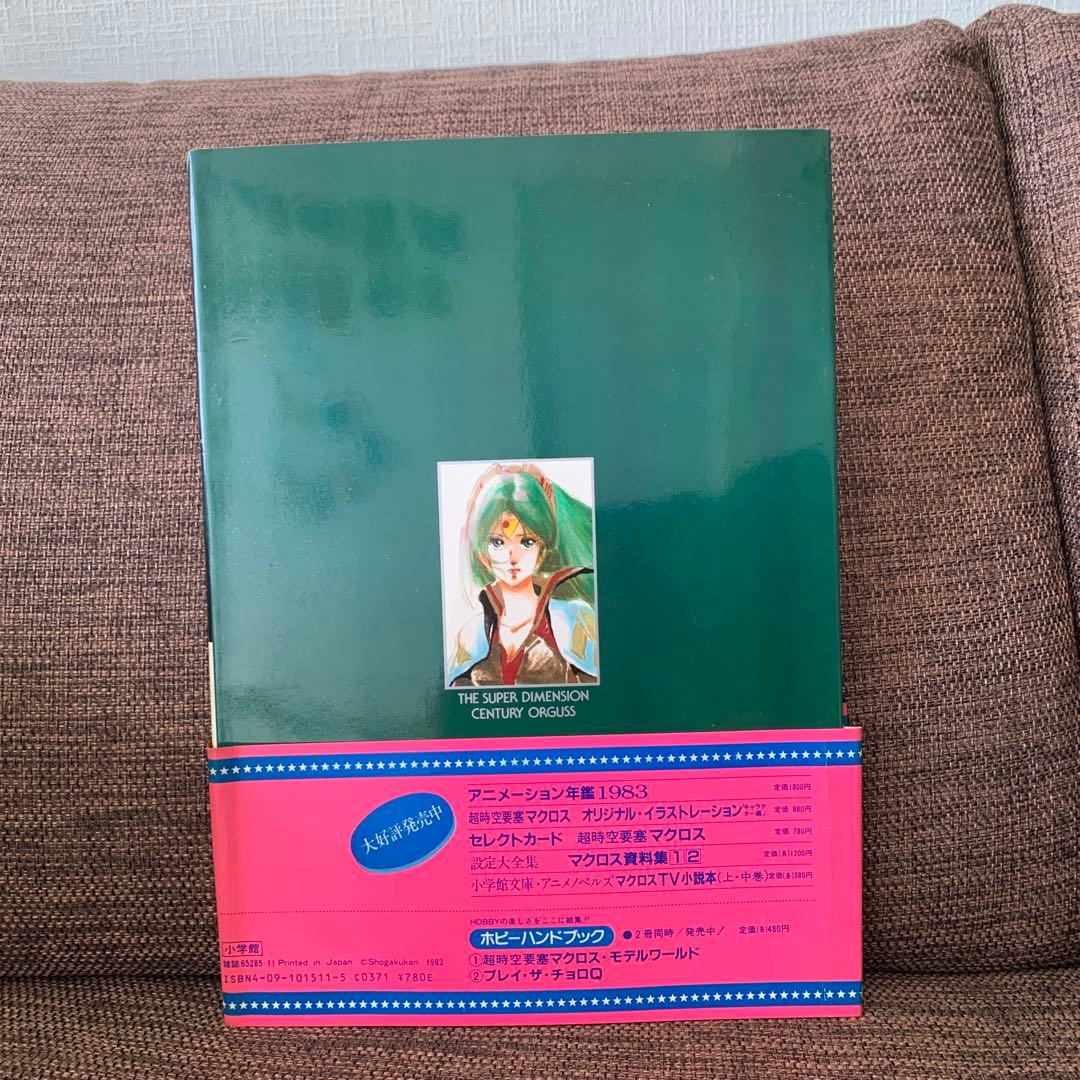 THE SUPER DIMENSION
CENTURY ORGUSS
大好評発売中
アニメーション年鑑1983 定価1800円
超時空要塞マクロス オリジナル・イラストレーション「キャラクター編」 定価 880円
セレクトカード 超時空要塞マクロス 定価 780円
設定大全集 マクロス資料集1 2 定価(各)1200円
小学館文庫・アニメノベルズマクロスTV小説本(上・中巻)定価(各)380円
HOBBYの楽しさをここに結集!!
ホビーハンドブック ●2冊同時/発売中! 定価(各)480円
①超時空要塞マクロス・モデルワールド
②プレイ・ザ・チョロQ
小学館
雑誌65285-11 Printed in Japan ©Shogakukan 1983
ISBN4-09-101511-5 C0371 ¥780E